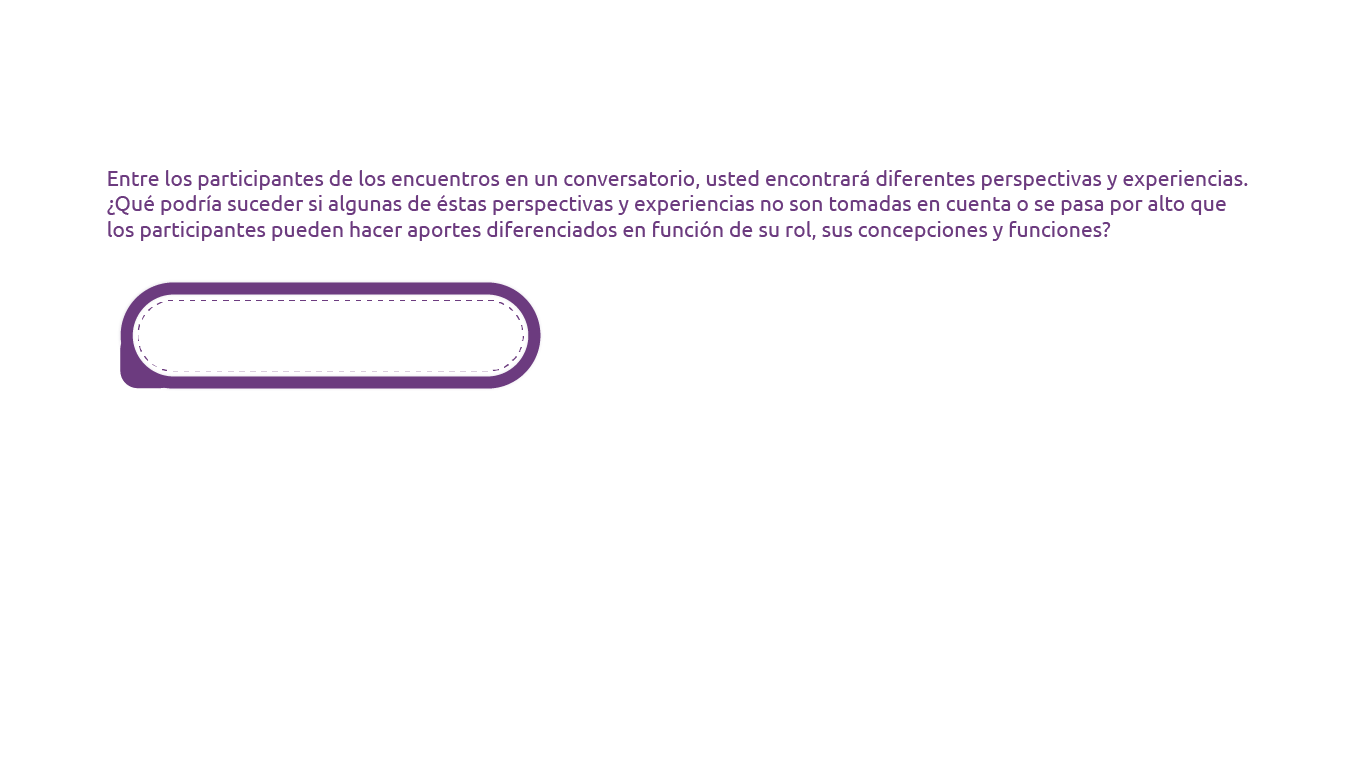 Entre los participantes de los encuentros en un conversatorio, usted encontrará diferentes perspectivas y experiencias.
¿Qué podría suceder si algunas de éstas perspectivas y experiencias no son tomadas en cuenta o se pasa por alto que
los participantes pueden hacer aportes diferenciados en función de su rol, sus concepciones y funciones?